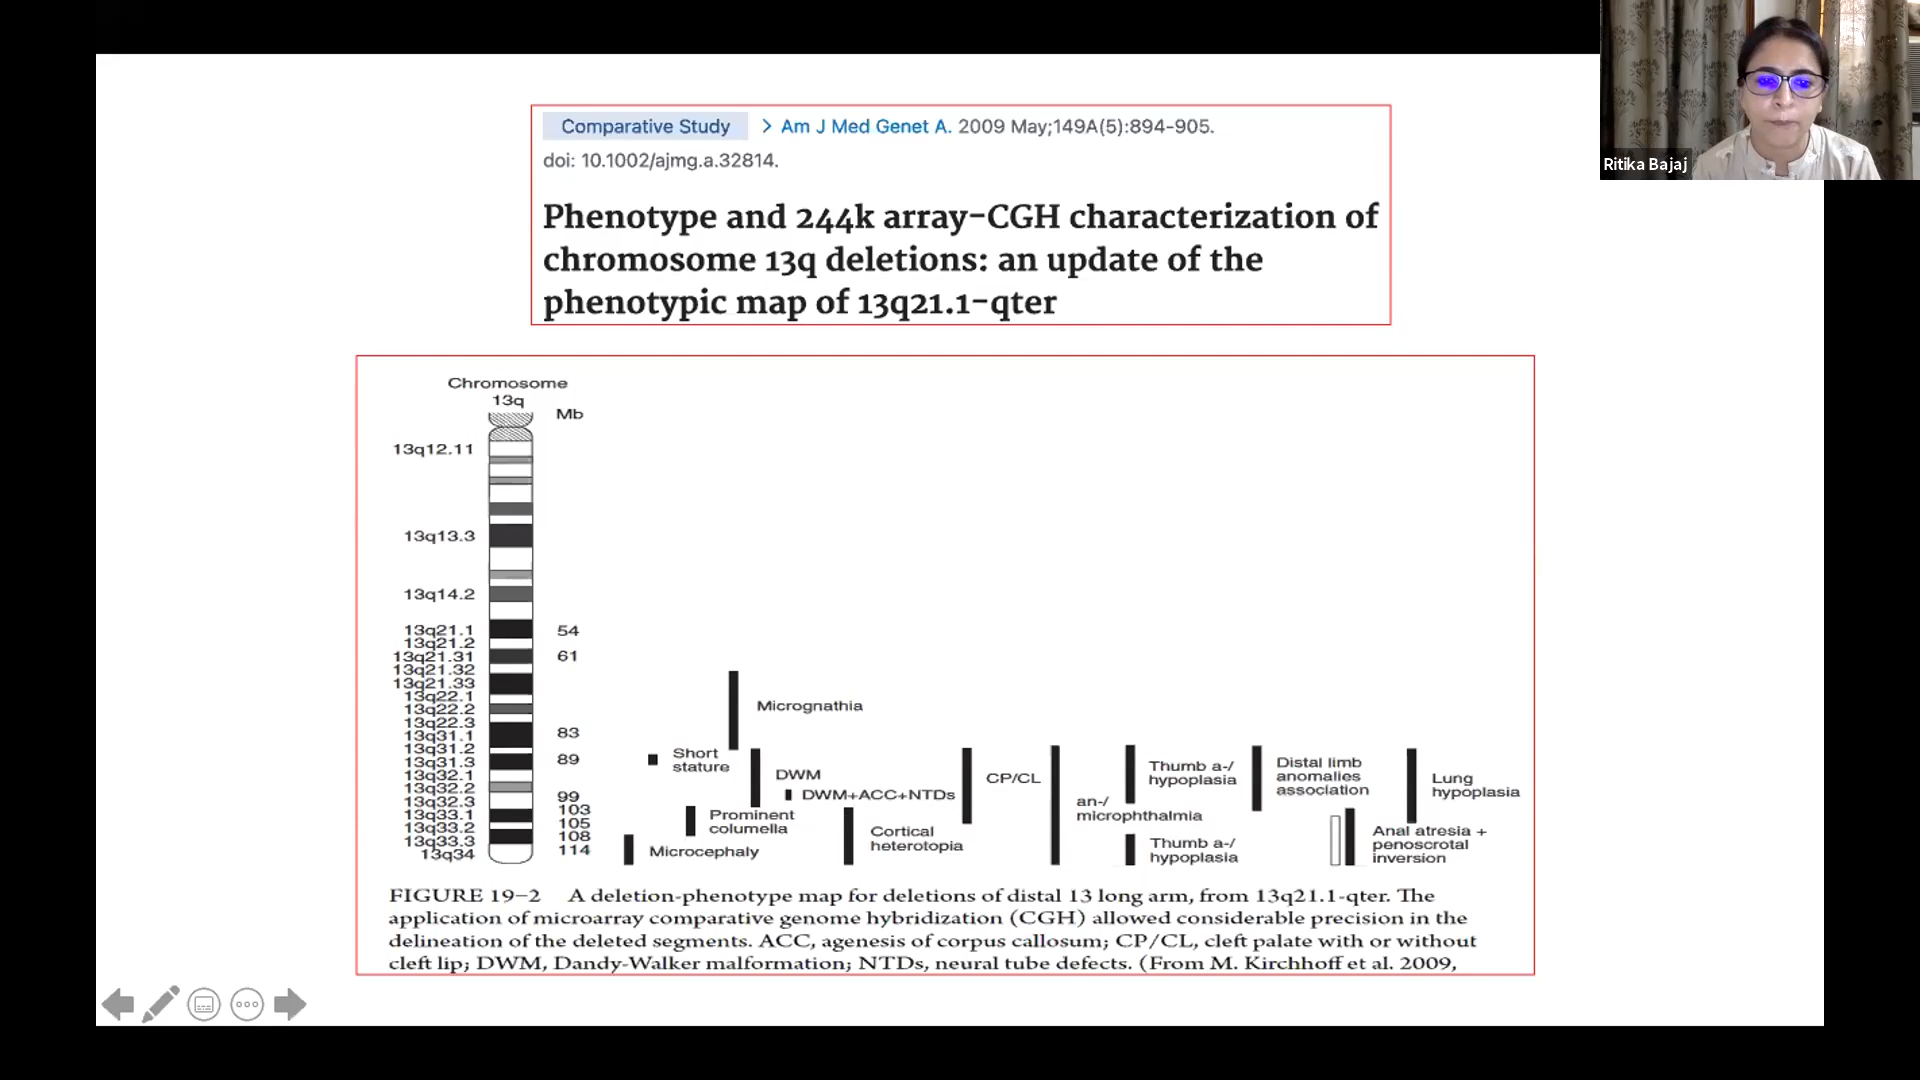 Comparative Study > Am J Med Genet A. 2009 May;149A(5):894-905.
doi: 10.1002/ajmg.a.32814.
Phenotype and 244k array-CGH characterization of
chromosome 13q deletions: an update of the
phenotypic map of 13q21.1-qter
Ritika Bajaj
Chromosome
13q
Mb
13q12.11
13q13.3
13q14.2
13q21.1 54
13q21.2
13q21.31 61
13q21.32
13q21.33
13q22.1
13q22.2
13q22.3
13q31.1 83
13q31.2
13q31.3 89
13q32.1
13q32.2
13q32.3 99
13q33.1 103
13q33.2 105
13q33.3 108
13q34 114
Micrognathia
Short
stature
DWM
DWM+ACC+NTDs
Prominent
columella
Microcephaly
Cortical
heterotopia
CP/CL
an-/
microphthalmia
Thumb a-/
hypoplasia
Thumb a-/
hypoplasia
Distal limb
anomalies
association
Lung
hypoplasia
Anal atresia +
penoscrotal
inversion
FIGURE 19–2 A deletion-phenotype map for deletions of distal 13 long arm, from 13q21.1-qter. The
application of microarray comparative genome hybridization (CGH) allowed considerable precision in the
delineation of the deleted segments. ACC, agenesis of corpus callosum; CP/CL, cleft palate with or without
cleft lip; DWM, Dandy-Walker malformation; NTDs, neural tube defects. (From M. Kirchhoff et al. 2009,